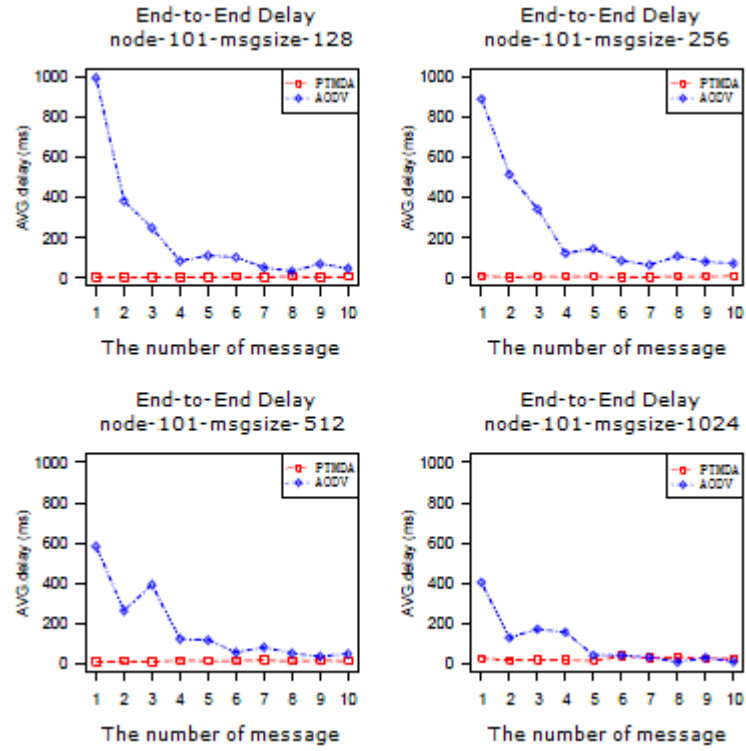 End-to-End Delay
node-101-msgsize-128
PTMDA
AODV
AVG.delay (ms)
1000
800
600
400
200
0
1 2 3 4 5 6 7 8 9 10
The number of message
End-to-End Delay
node-101-msgsize-256
PTMDA
AODV
AVG.delay (ms)
1000
800
600
400
200
0
1 2 3 4 5 6 7 8 9 10
The number of message
End-to-End Delay
node-101-msgsize-512
PTMDA
AODV
AVG.delay (ms)
1000
800
600
400
200
0
1 2 3 4 5 6 7 8 9 10
The number of message
End-to-End Delay
node-101-msgsize-1024
PTMDA
AODV
AVG.delay (ms)
1000
800
600
400
200
0
1 2 3 4 5 6 7 8 9 10
The number of message